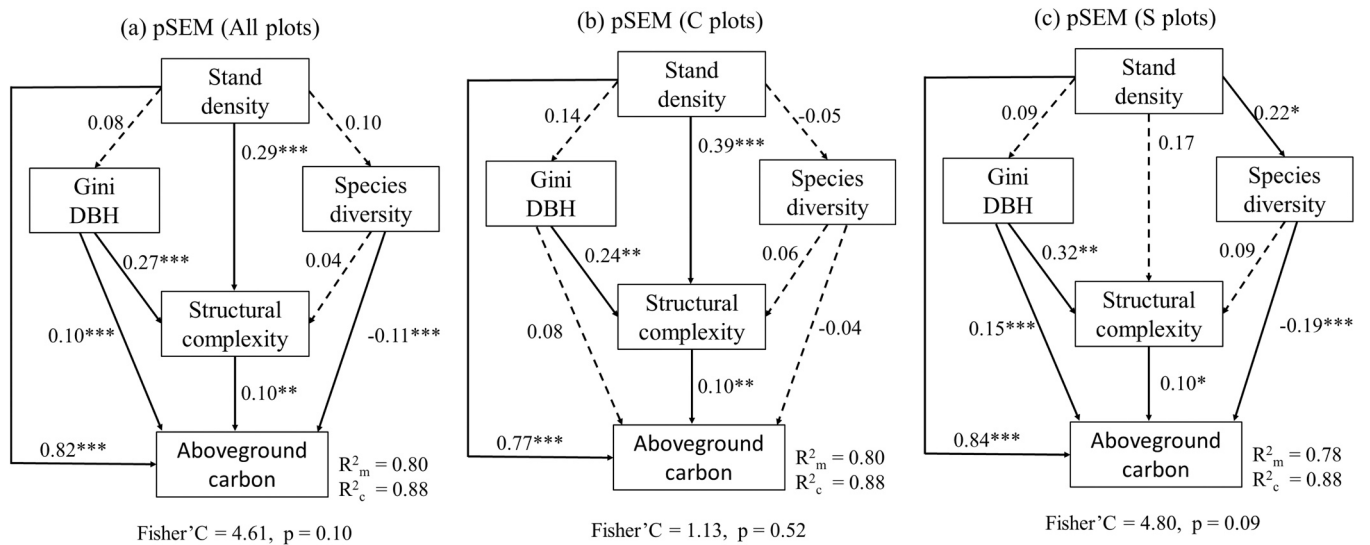 (a) pSEM (All plots)
Stand
density
0.08
0.10
0.29***
Gini
DBH
Species
diversity
0.27***
0.04
Structural
complexity
0.10***
-0.11***
0.10**
0.82***
Aboveground
carbon
R²m = 0.80
R²c = 0.88
Fisher'C = 4.61, p = 0.10
(b) pSEM (C plots)
Stand
density
0.14
-0.05
0.39***
Gini
DBH
Species
diversity
0.24**
0.06
Structural
complexity
0.08
-0.04
0.10**
0.77***
Aboveground
carbon
R²m = 0.80
R²c = 0.88
Fisher'C = 1.13, p = 0.52
(c) pSEM (S plots)
Stand
density
0.09
0.22*
0.17
Gini
DBH
Species
diversity
0.32**
0.09
Structural
complexity
0.15***
-0.19***
0.10*
0.84***
Aboveground
carbon
R²m = 0.78
R²c = 0.88
Fisher'C = 4.80, p = 0.09